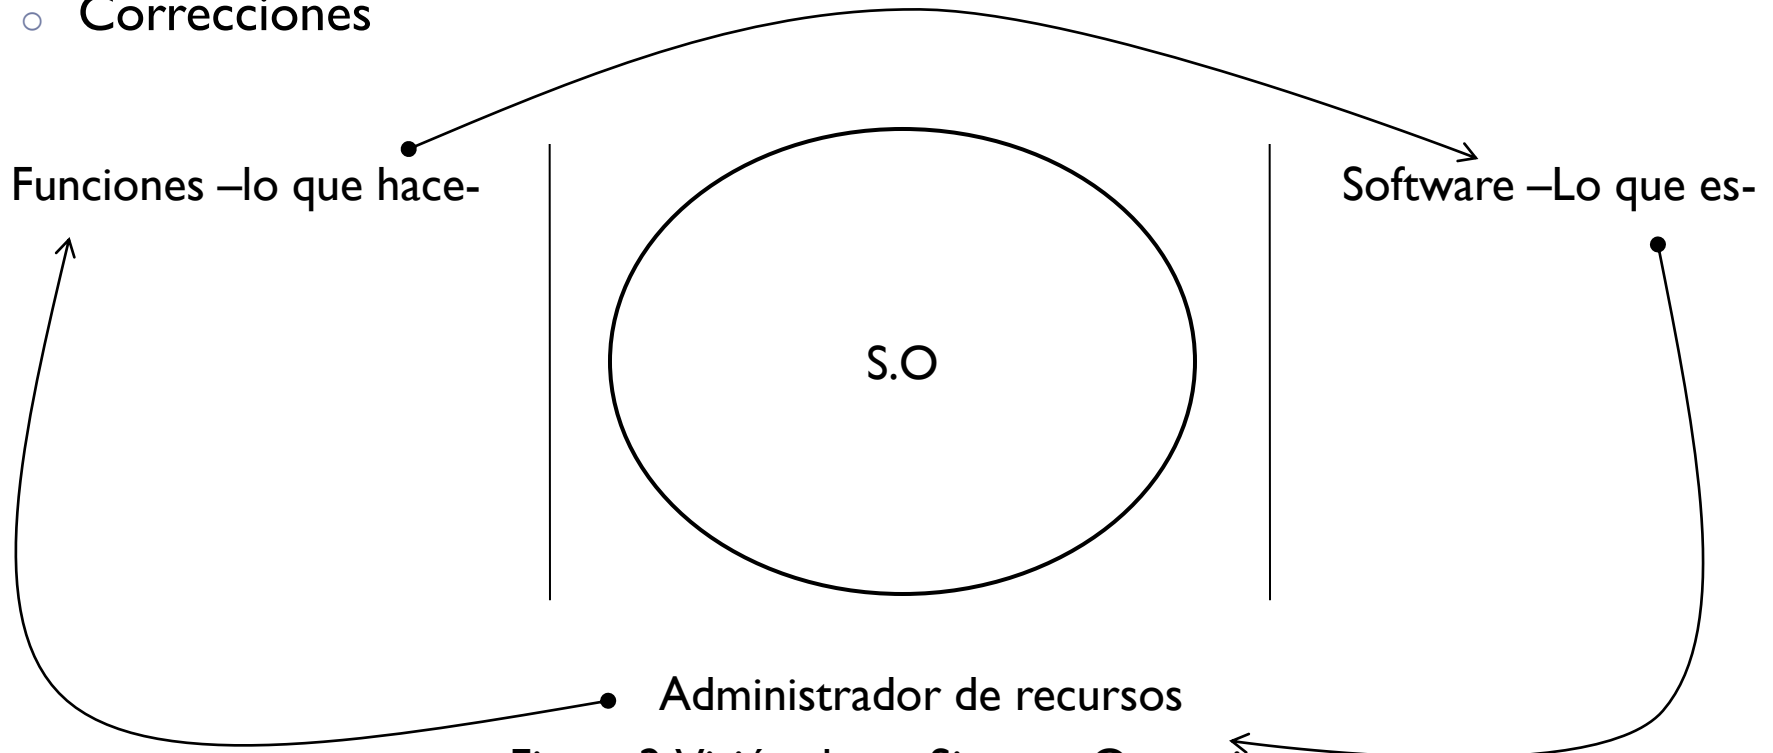 Correcciones
Funciones –lo que hace-
Software –Lo que es-
S.O
Administrador de recursos